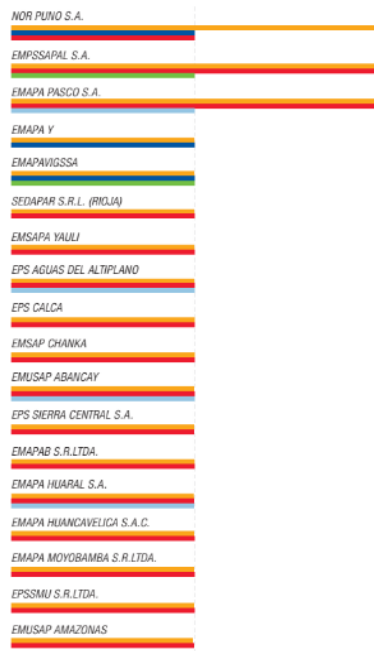 NOR PUNO S.A.
EMPSSAPAL S.A.
EMAPA PASCO S.A.
EMAPA Y
EMAPAVIGSSA
SEDAPAR S.R.L. (RIOJA)
EMSAPA YAULI
EPS AGUAS DEL ALTIPLANO
EPS CALCA
EMSAP CHANKA
EMUSAP ABANCAY
EPS SIERRA CENTRAL S.A.
EMAPAB S.R.LTDA.
EMAPA HUARAL S.A.
EMAPA HUANCAVELICA S.A.C.
EMAPA MOYOBAMBA S.R.LTDA.
EPSSMU S.R.LTDA.
EMUSAP AMAZONAS